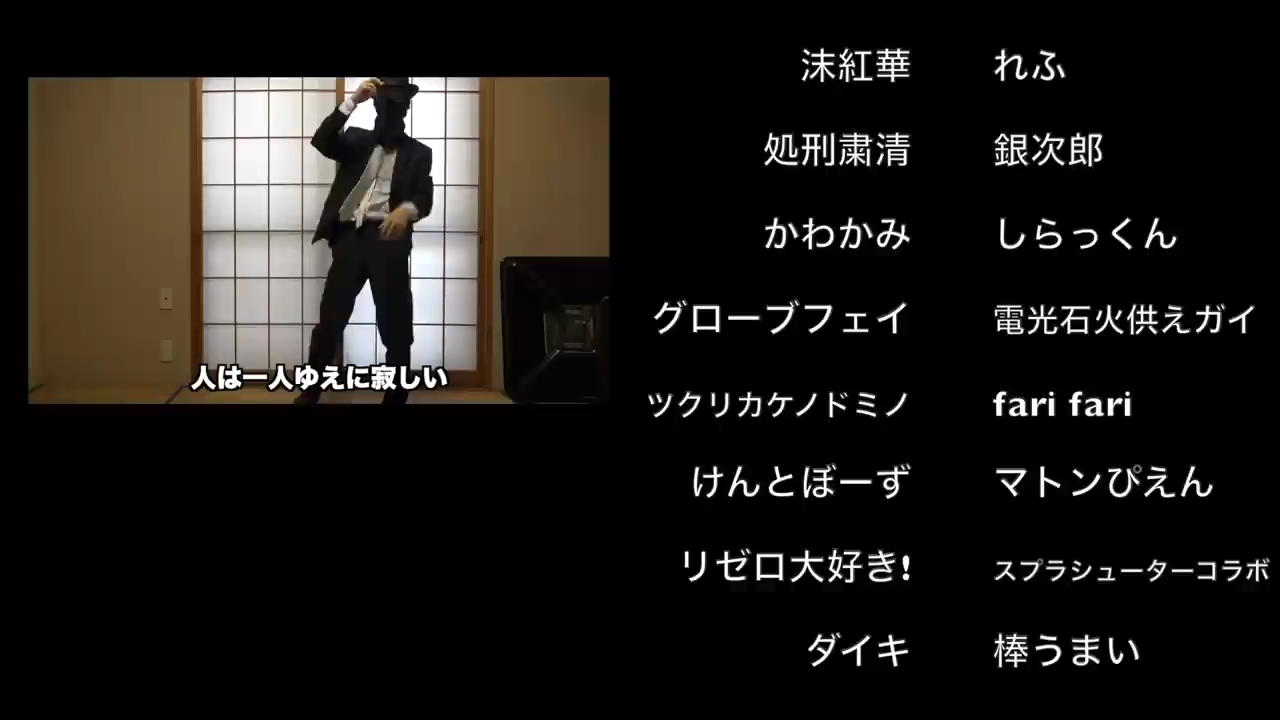 人は一人ゆえに寂しい
沫紅華 れふ
処刑粛清 銀次郎
かわかみ しらっくん
グローブフェイ 電光石火供えガイ
ツクリカケノドミノ fari fari
けんとぼーず マトンぴえん
リゼロ大好き! スプラシューターコラボ
ダイキ 棒うまい